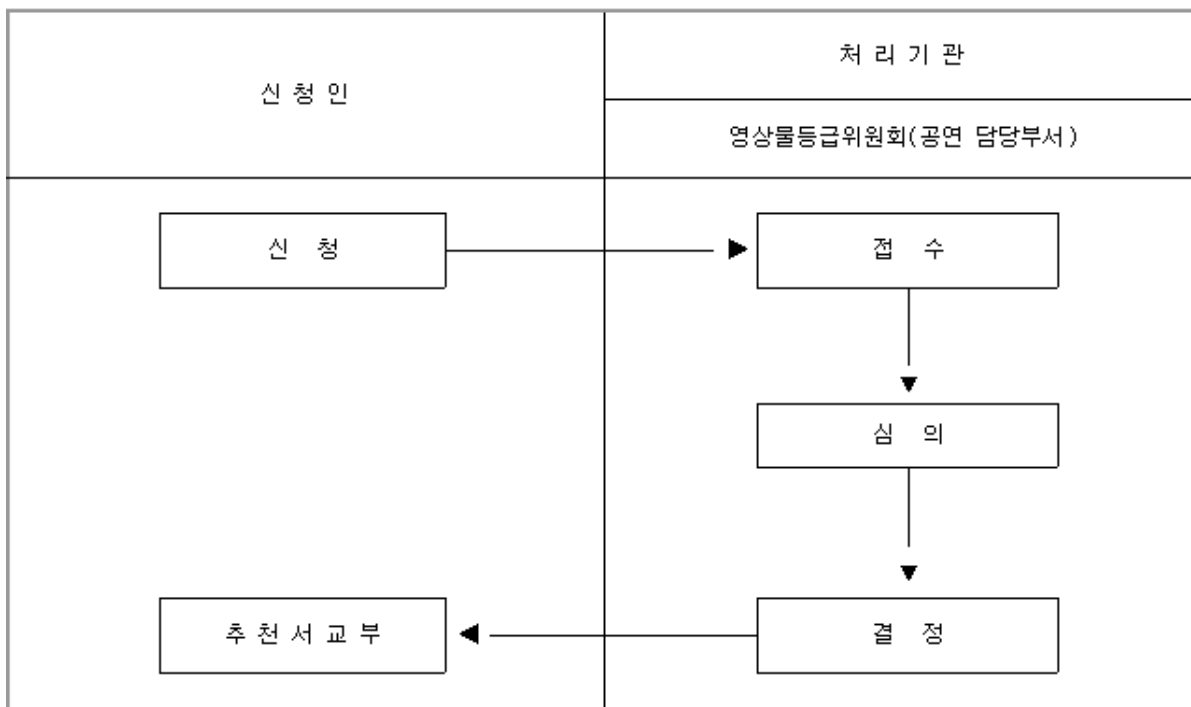 신 청 인
처 리 기 관
영상물등급위원회(공연 담당부서)
신 청
접 수
심 의
추 천 서 교 부
결 정